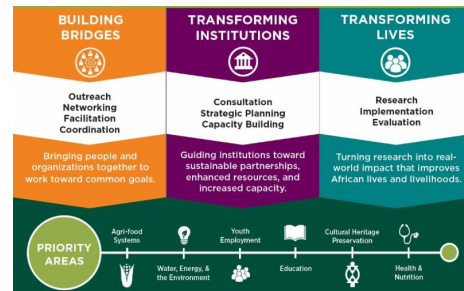 BUILDING
BRIDGES
Outreach
Networking
Facilitation
Coordination
Bringing people and
organizations together to
work toward common goals.
TRANSFORMING
INSTITUTIONS
Consultation
Strategic Planning
Capacity Building
Guiding institutions toward
sustainable partnerships,
enhanced resources, and
increased capacity.
TRANSFORMING
LIVES
Research
Implementation
Evaluation
Turning research into real-
world impact that improves
African lives and livelihoods.
PRIORITY
AREAS
Agri-food
Systems
Water, Energy, &
the Environment
Youth
Employment
Education
Cultural Heritage
Preservation
Health &
Nutrition